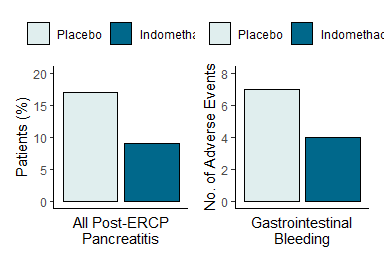 Placebo Indometha Placebo Indomethac
20
15
10
5
0
Patients (%)
All Post-ERCP
Pancreatitis
8
6
4
2
0
No. of Adverse Events
Gastrointestinal
Bleeding